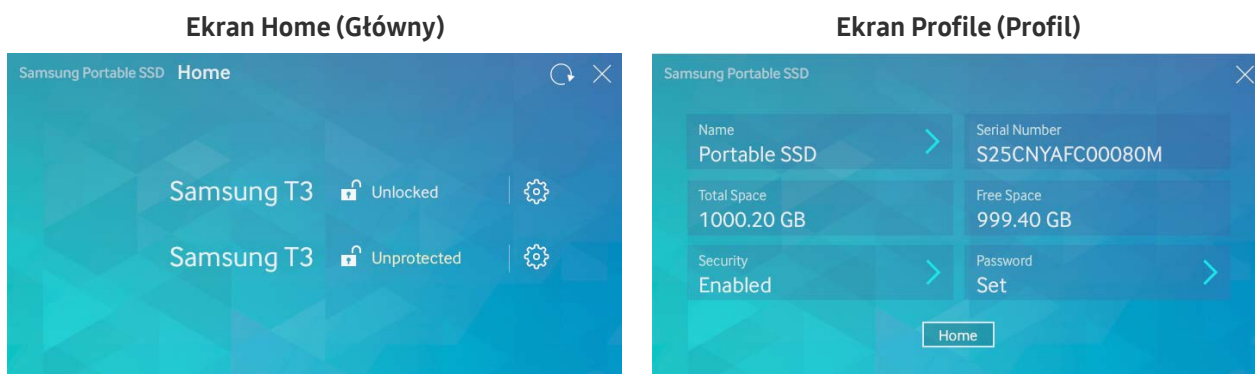 Ekran Home (Główny)
Samsung Portable SSD Home
Samsung T3 Unlocked
Samsung T3 Unprotected
Ekran Profile (Profil)
Samsung Portable SSD
Name
Portable SSD
Serial Number
S25CNYAFC00080M
Total Space
1000.20 GB
Free Space
999.40 GB
Security
Enabled
Password
Set
Home